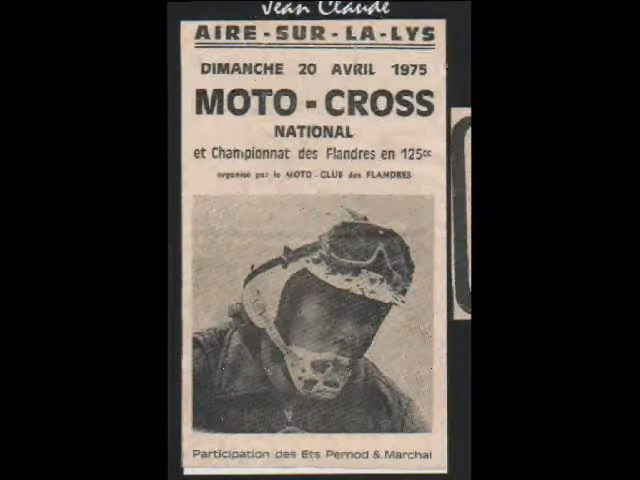 Jean Claude
AIRE-SUR-LA-LYS
DIMANCHE 20 AVRIL 1975
MOTO-CROSS
NATIONAL
et Championnat des Flandres en 125cc
organisé par le MOTO-CLUB des FLANDRES
Participation des Ets Pernod & Marchal